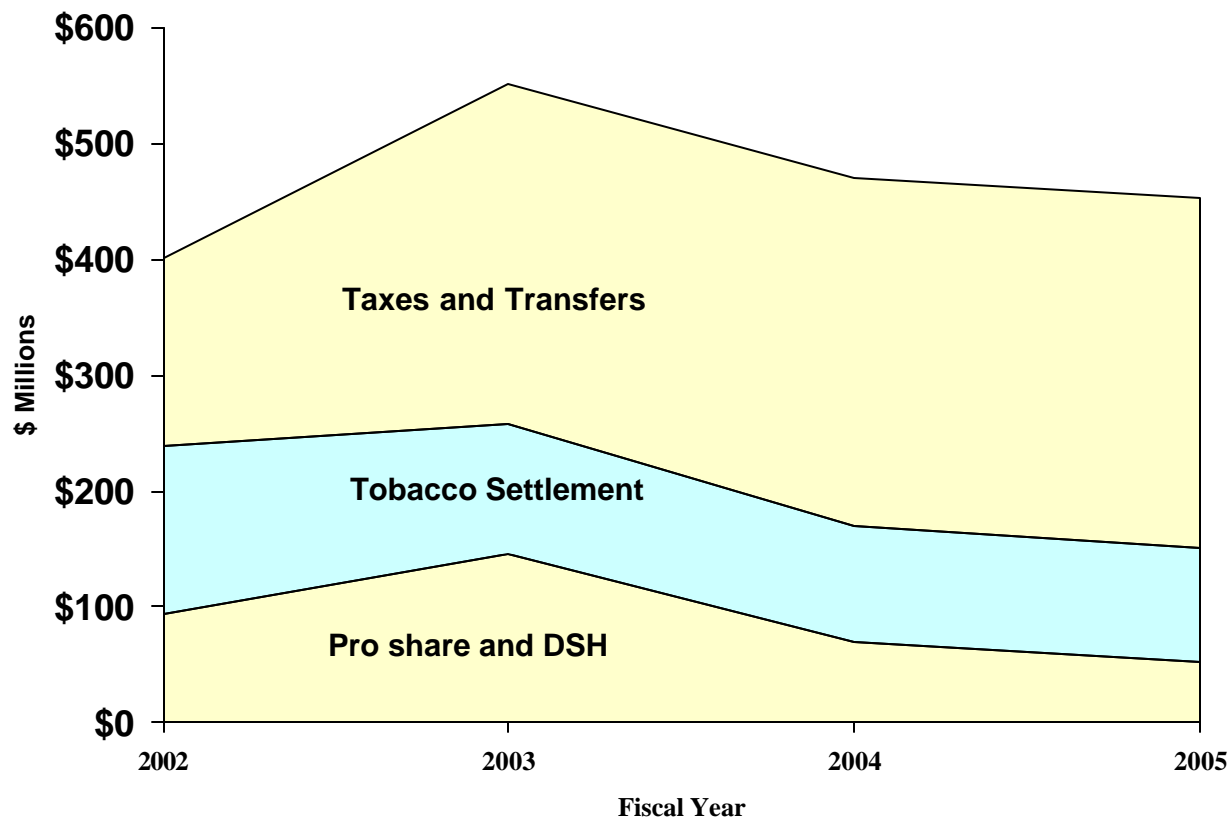 $600
$500
$400
$300
$200
$100
$0
$ Millions
Taxes and Transfers
Tobacco Settlement
Pro share and DSH
2002
2003
2004
2005
Fiscal Year